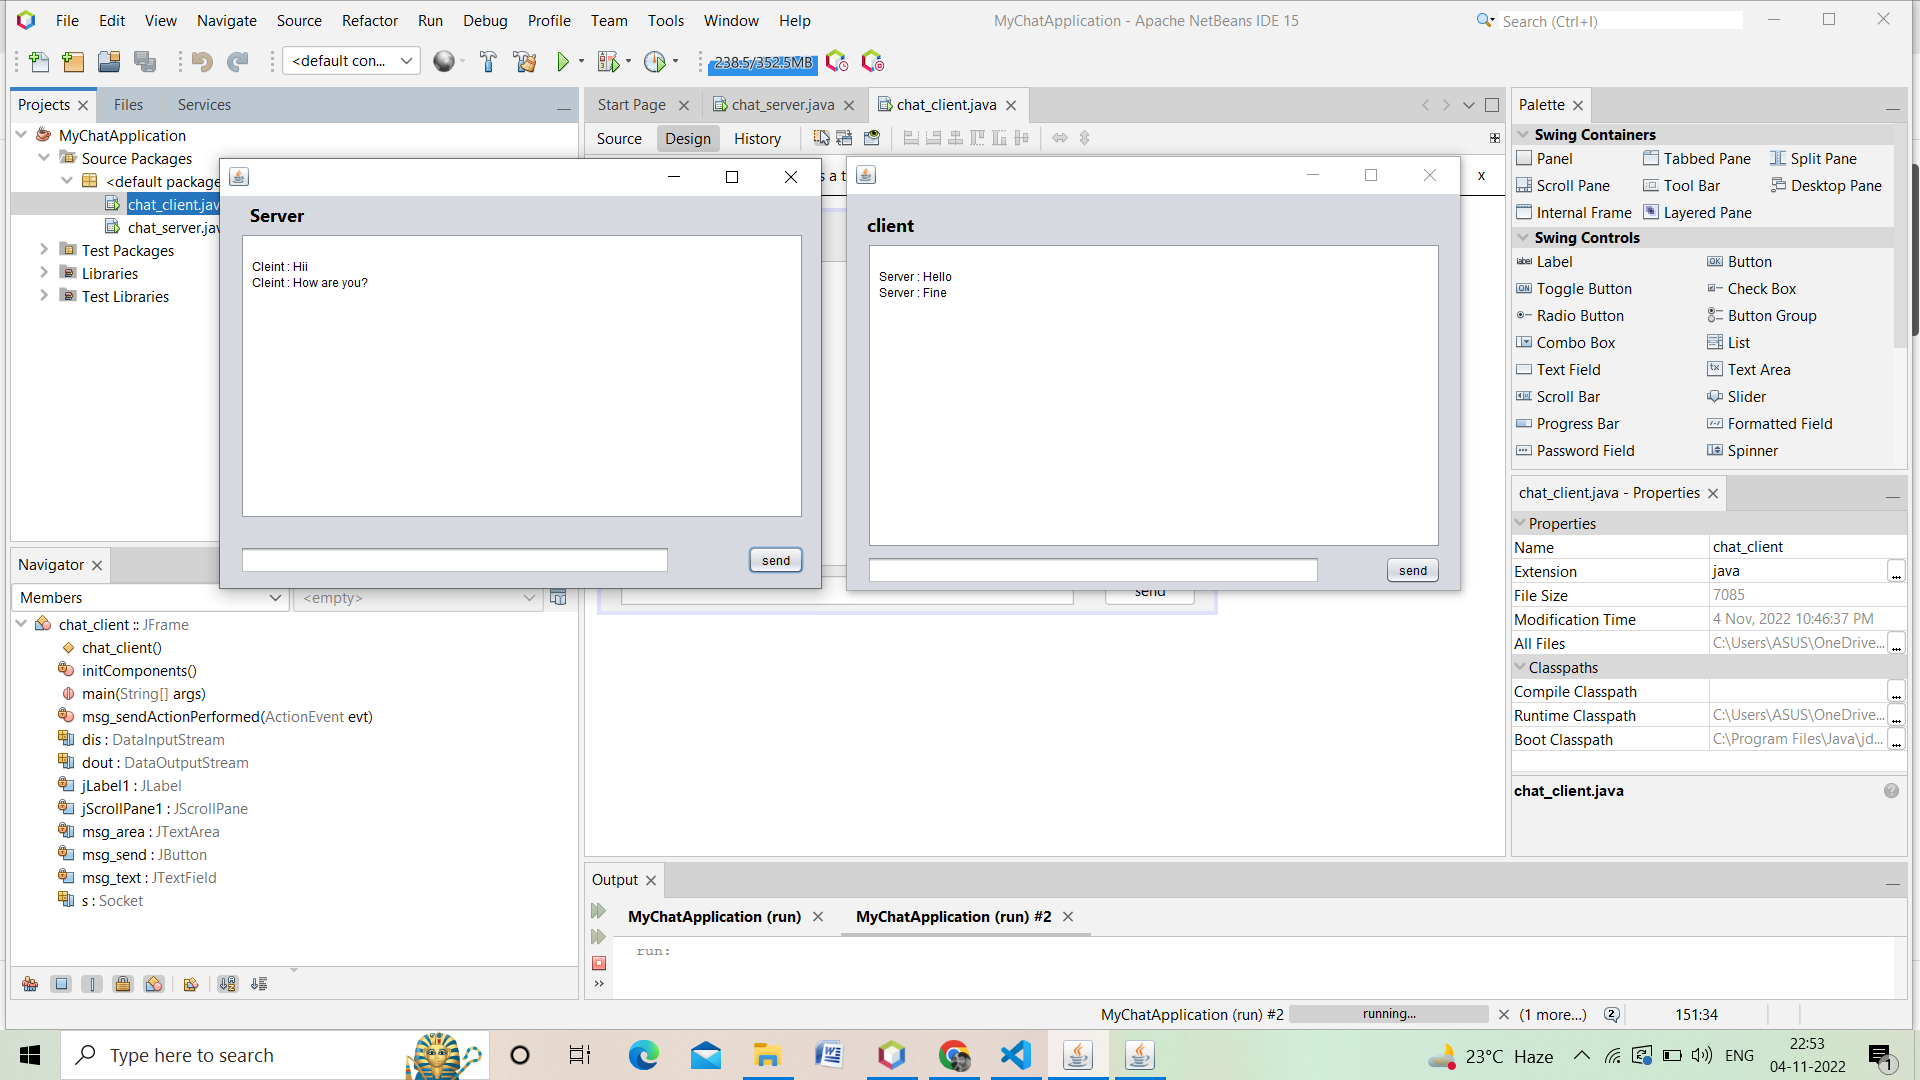 File Edit View Navigate Source Refactor Run Debug Profile Team Tools Window Help
MyChatApplication - Apache NetBeans IDE 15
Search (Ctrl+I)
<default con...
238.5/352.5MB
Projects Files Services
MyChatApplication
Source Packages
<default package
chat_client.jav
chat_server.jav
Test Packages
Libraries
Test Libraries
Start Page chat_server.java chat_client.java
Source Design History
s a t
x
Server
Cleint : Hii
Cleint : How are you?
send
client
Server : Hello
Server : Fine
send
send
Palette
Swing Containers
Panel Tabbed Pane Split Pane
Scroll Pane Tool Bar Desktop Pane
Internal Frame Layered Pane
Swing Controls
label Label OK Button
ON Toggle Button Check Box
Radio Button Button Group
Combo Box List
Text Field Text Area
Scroll Bar Slider
Progress Bar Formatted Field
Password Field Spinner
chat_client.java - Properties
Properties
Name chat_client
Extension java ...
File Size 7085
Modification Time 4 Nov, 2022 10:46:37 PM
All Files C:\Users\ASUS\OneDrive... ...
Classpaths
Compile Classpath ...
Runtime Classpath C:\Users\ASUS\OneDrive... ...
Boot Classpath C:\Program Files\Java\jd... ...
chat_client.java
?
Navigator
Members <empty>
chat_client :: JFrame
chat_client()
initComponents()
main(String[] args)
msg_sendActionPerformed(ActionEvent evt)
dis : DataInputStream
dout : DataOutputStream
jLabel1 : JLabel
jScrollPane1 : JScrollPane
msg_area : JTextArea
msg_send : JButton
msg_text : JTextField
s : Socket
Output
MyChatApplication (run) MyChatApplication (run) #2
run:
MyChatApplication (run) #2 running... (1 more...) 2 151:34
Type here to search
23°C Haze
ENG
22:53
04-11-2022
1